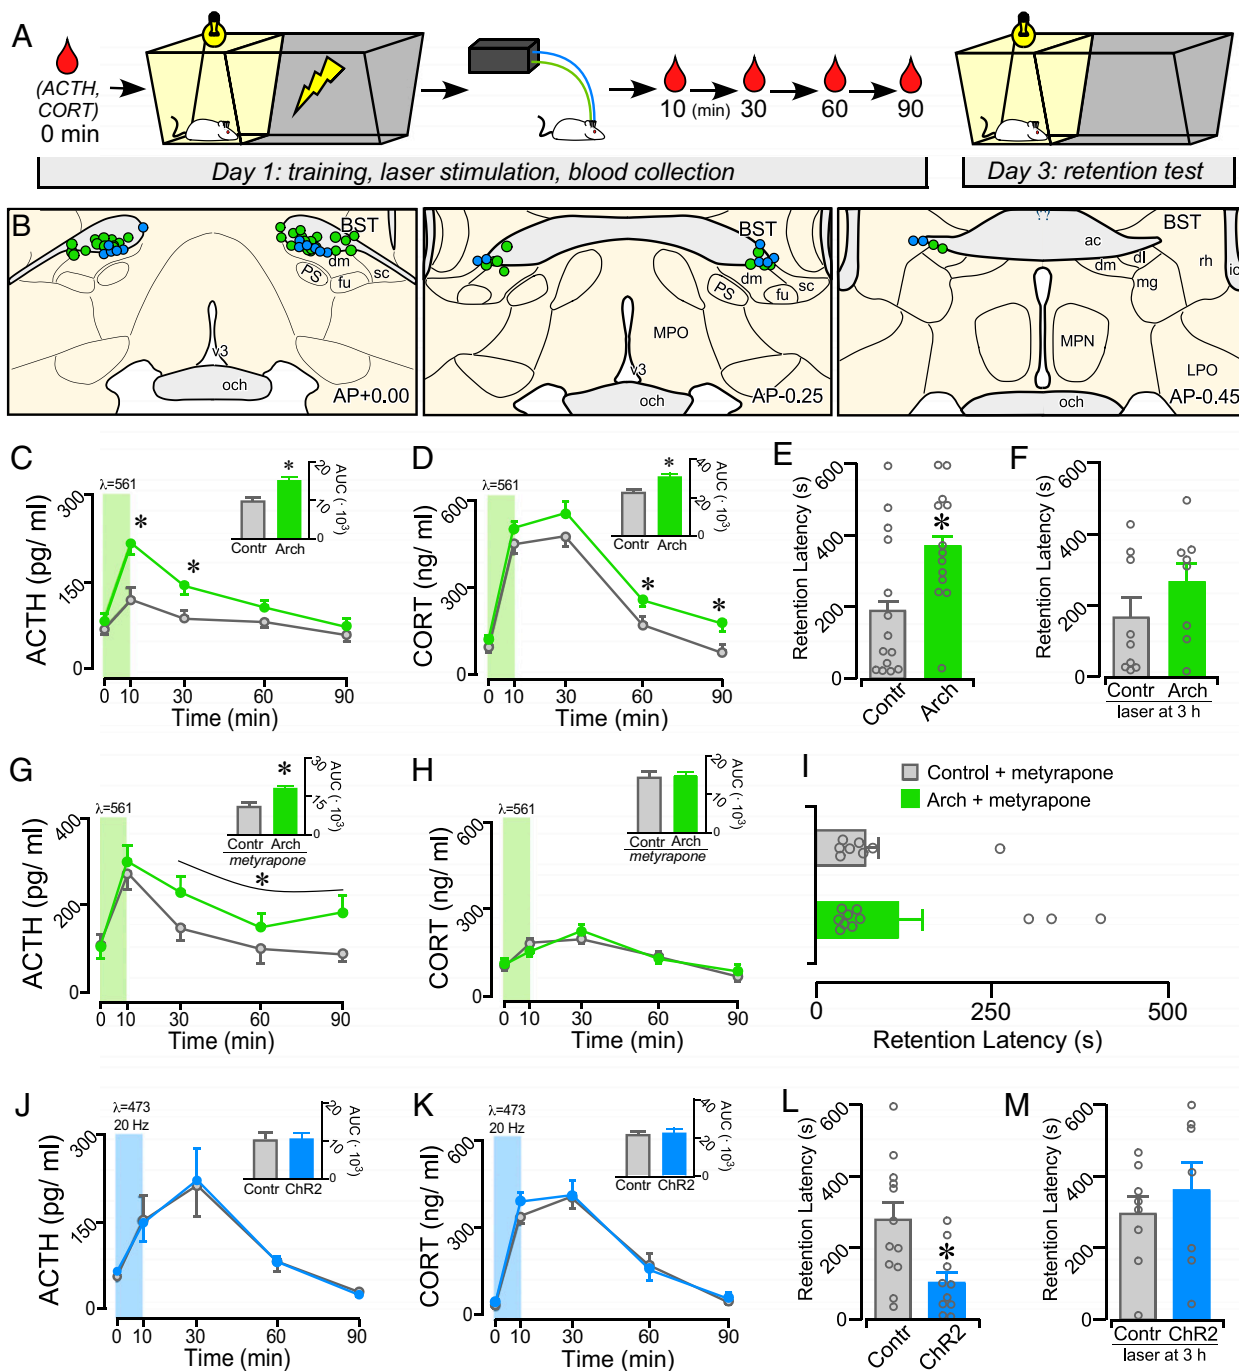 A
(ACTH,
CORT)
0 min
10 (min) 30 60 90
Day 1: training, laser stimulation, blood collection
Day 3: retention test
B
BST
dm
PS
fu
sc
v3
och
AP+0.00
BST
dm
PS
fu
sc
MPO
v3
och
AP-0.25
BST
ac
dl
dm
mg
rh
ic
MPN
LPO
och
AP-0.45
C
λ=561
ACTH (pg/ ml)
300
150
0
0 10 30 60 90
Time (min)
*
*
*
20
10
0
AUC (· 10³)
Contr Arch
D
λ=561
CORT (ng/ ml)
600
300
0
0 10 30 60 90
Time (min)
*
*
*
40
20
0
AUC (· 10³)
Contr Arch
E
Retention Latency (s)
600
400
200
0
*
Contr
Arch
F
Retention Latency (s)
600
400
200
0
Contr Arch
laser at 3 h
G
λ=561
ACTH (pg/ ml)
400
200
0
0 10 30 60 90
Time (min)
*
*
30
15
0
AUC (· 10³)
Contr Arch
metyrapone
H
λ=561
CORT (ng/ ml)
600
300
0
0 10 30 60 90
Time (min)
20
10
0
AUC (· 10³)
Contr Arch
metyrapone
I
Control + metyrapone
Arch + metyrapone
0 250 500
Retention Latency (s)
J
λ=473
20 Hz
ACTH (pg/ ml)
300
150
0
0 10 30 60 90
Time (min)
20
10
0
AUC (· 10³)
Contr ChR2
K
λ=473
20 Hz
CORT (ng/ ml)
600
300
0
0 10 30 60 90
Time (min)
40
20
0
AUC (· 10³)
Contr ChR2
L
Retention Latency (s)
600
400
200
0
*
Contr
ChR2
M
Retention Latency (s)
600
400
200
0
Contr ChR2
laser at 3 h